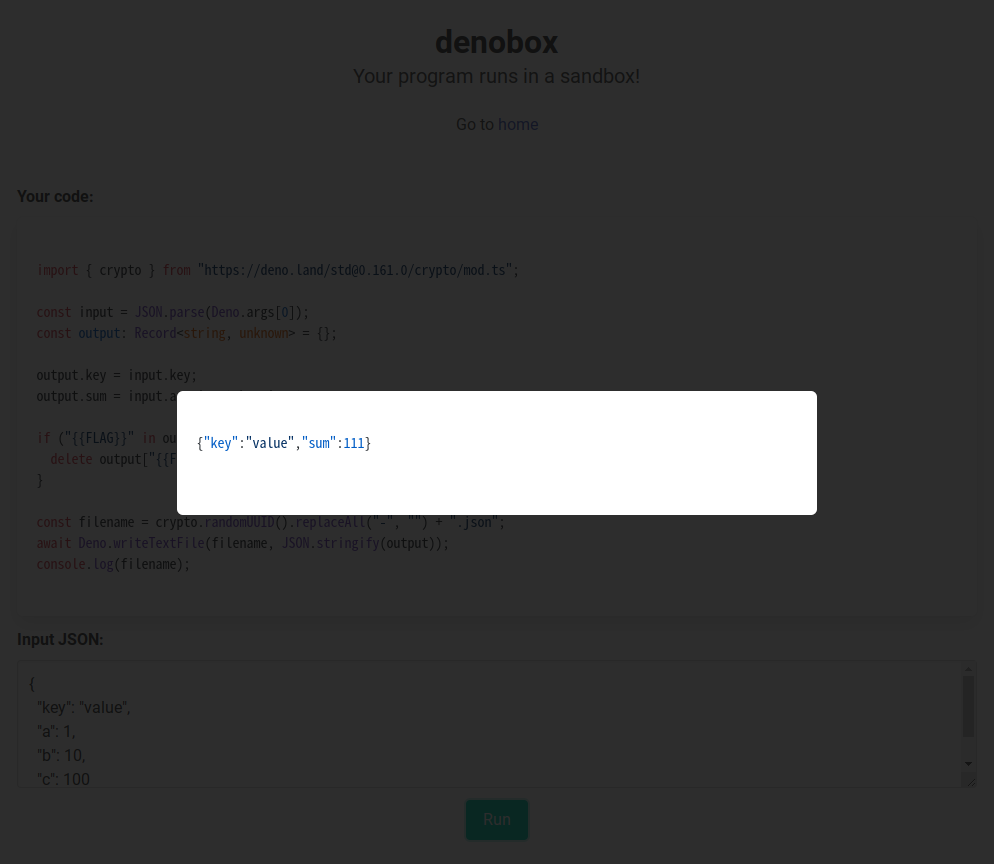 denobox
Your program runs in a sandbox!
Go to home
Your code:
import { crypto } from "https://deno.land/std@0.161.0/crypto/mod.ts";
const input = JSON.parse(Deno.args[0]);
const output: Record<string, unknown> = {};
output.key = input.key;
output.sum = input.a
if ("{{FLAG}}" in ou
delete output["{{F
}
{"key":"value","sum":111}
const filename = crypto.randomUUID().replaceAll("-", "") + ".json";
await Deno.writeTextFile(filename, JSON.stringify(output));
console.log(filename);
Input JSON:
{
"key": "value",
"a": 1,
"b": 10,
"c": 100
Run